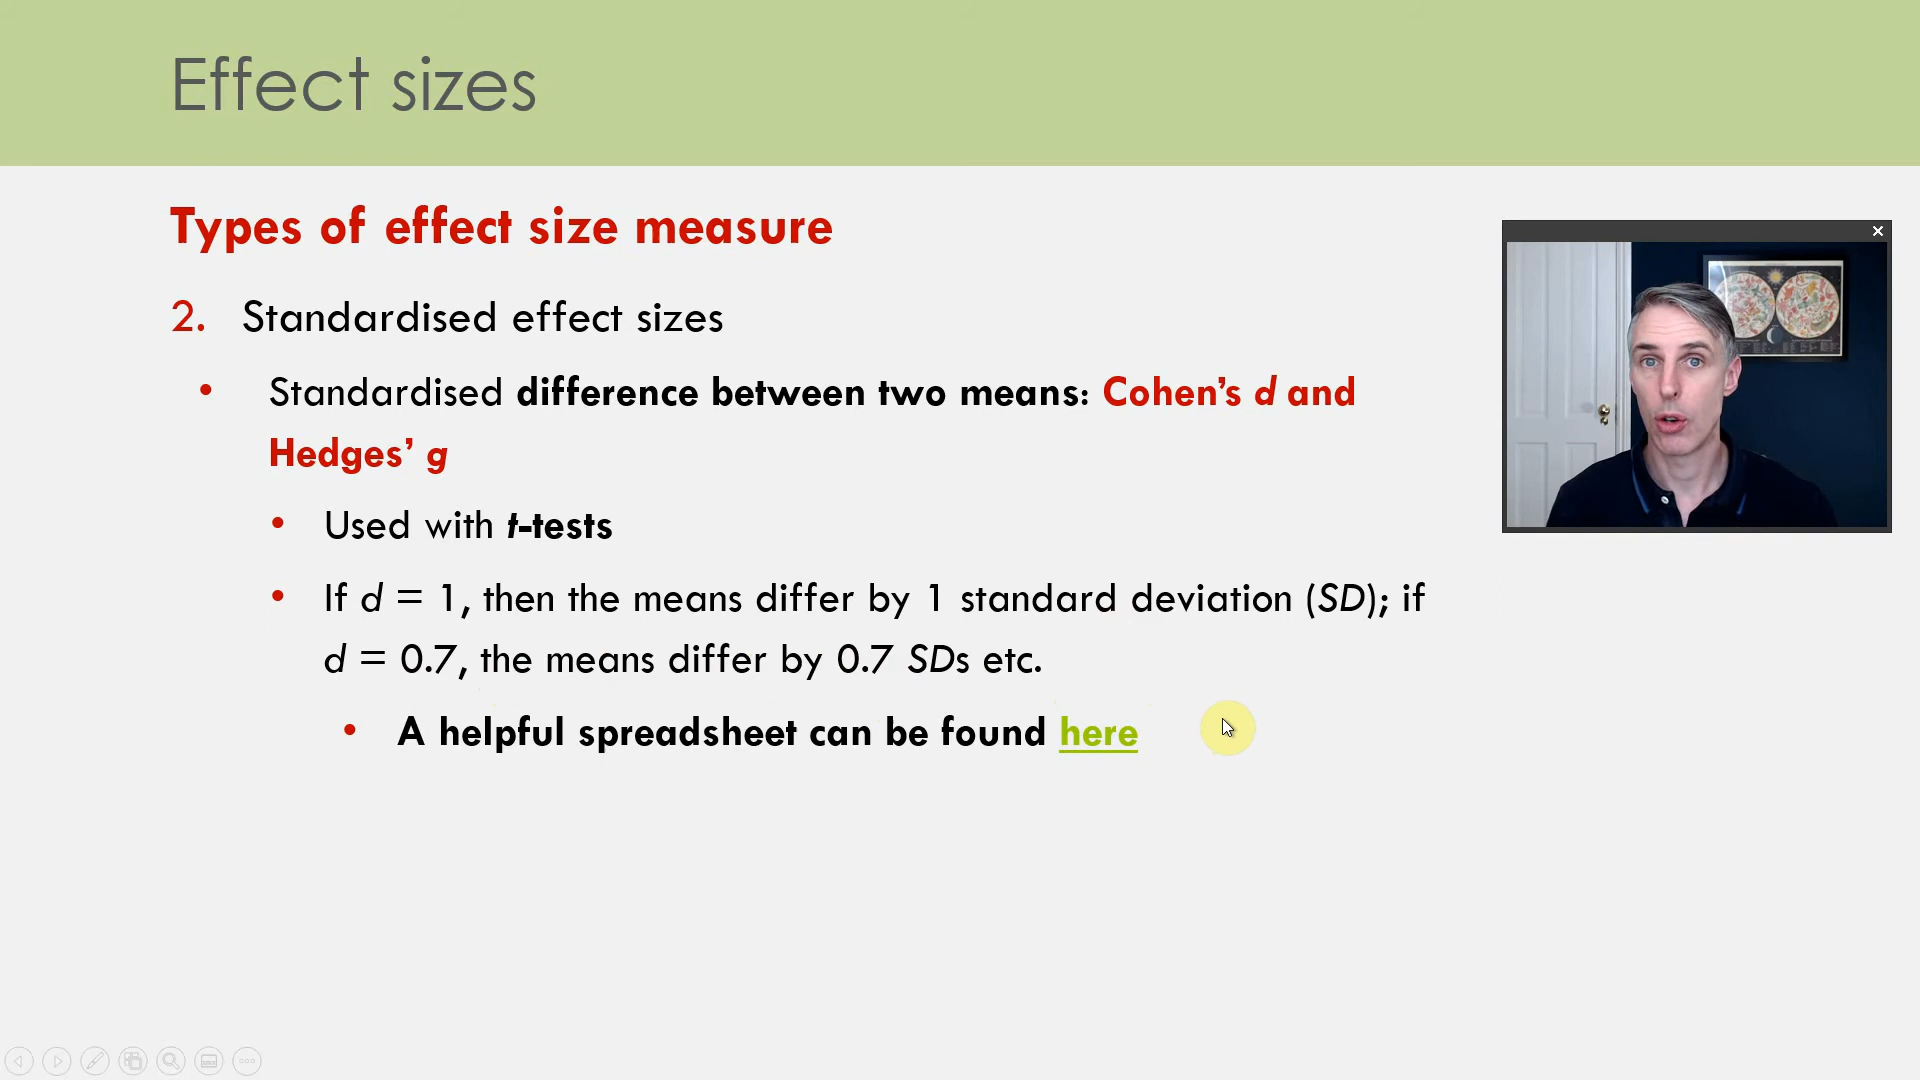 Effect sizes
Types of effect size measure
2. Standardised effect sizes
• Standardised difference between two means: Cohen’s d and
Hedges’ g
• Used with t-tests
• If d = 1, then the means differ by 1 standard deviation (SD); if
d = 0.7, the means differ by 0.7 SDs etc.
• A helpful spreadsheet can be found here